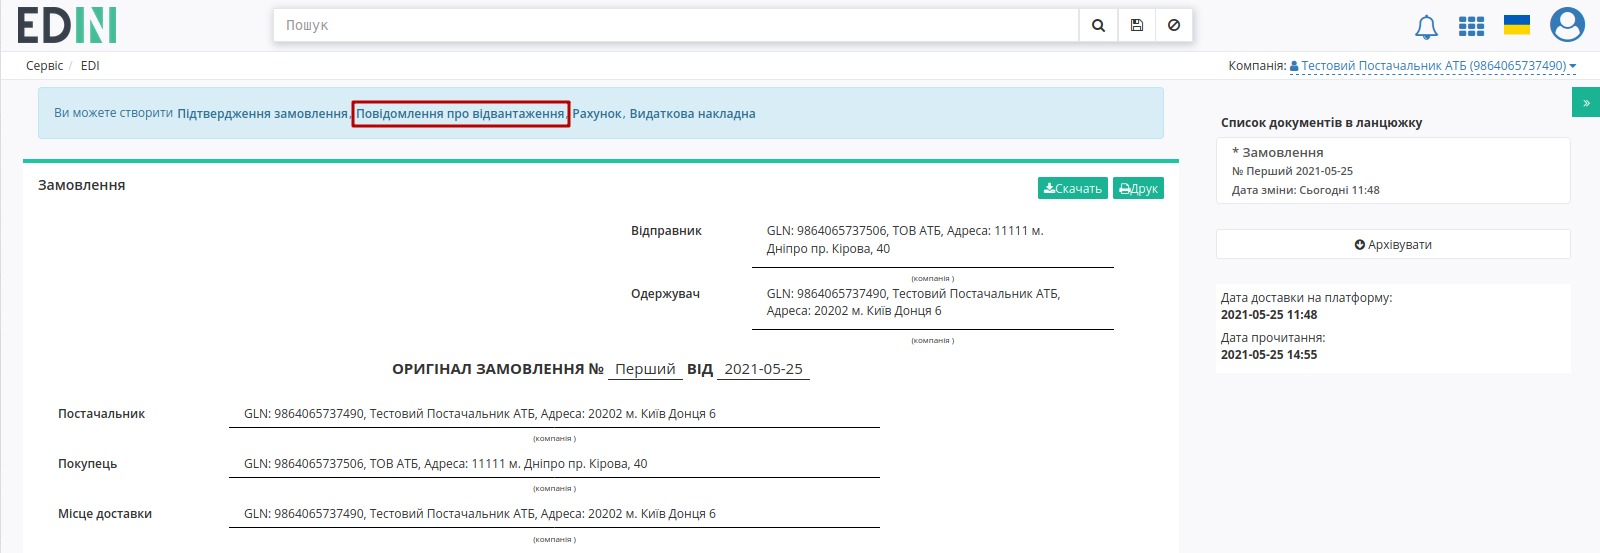 EDIN
Пошук
Сервіс / EDI
Компанія: Тестовий Постачальник АТБ (9864065737490)
Ви можете створити Підтвердження замовлення, Повідомлення про відвантаження, Рахунок, Видаткова накладна
»
Список документів в ланцюжку
* Замовлення
№ Перший 2021-05-25
Дата зміни: Сьогодні 11:48
Архівувати
Дата доставки на платформу:
2021-05-25 11:48
Дата прочитання:
2021-05-25 14:55
Замовлення
Скачать Друк
Відправник GLN: 9864065737506, ТОВ АТБ, Адреса: 11111 м.
Дніпро пр. Кірова, 40
(компанія )
Одержувач GLN: 9864065737490, Тестовий Постачальник АТБ,
Адреса: 20202 м. Київ Донця 6
(компанія )
ОРИГІНАЛ ЗАМОВЛЕННЯ № Перший ВІД 2021-05-25
Постачальник GLN: 9864065737490, Тестовий Постачальник АТБ, Адреса: 20202 м. Київ Донця 6
(компанія )
Покупець GLN: 9864065737506, ТОВ АТБ, Адреса: 11111 м. Дніпро пр. Кірова, 40
(компанія )
Місце доставки GLN: 9864065737490, Тестовий Постачальник АТБ, Адреса: 20202 м. Київ Донця 6
(компанія )